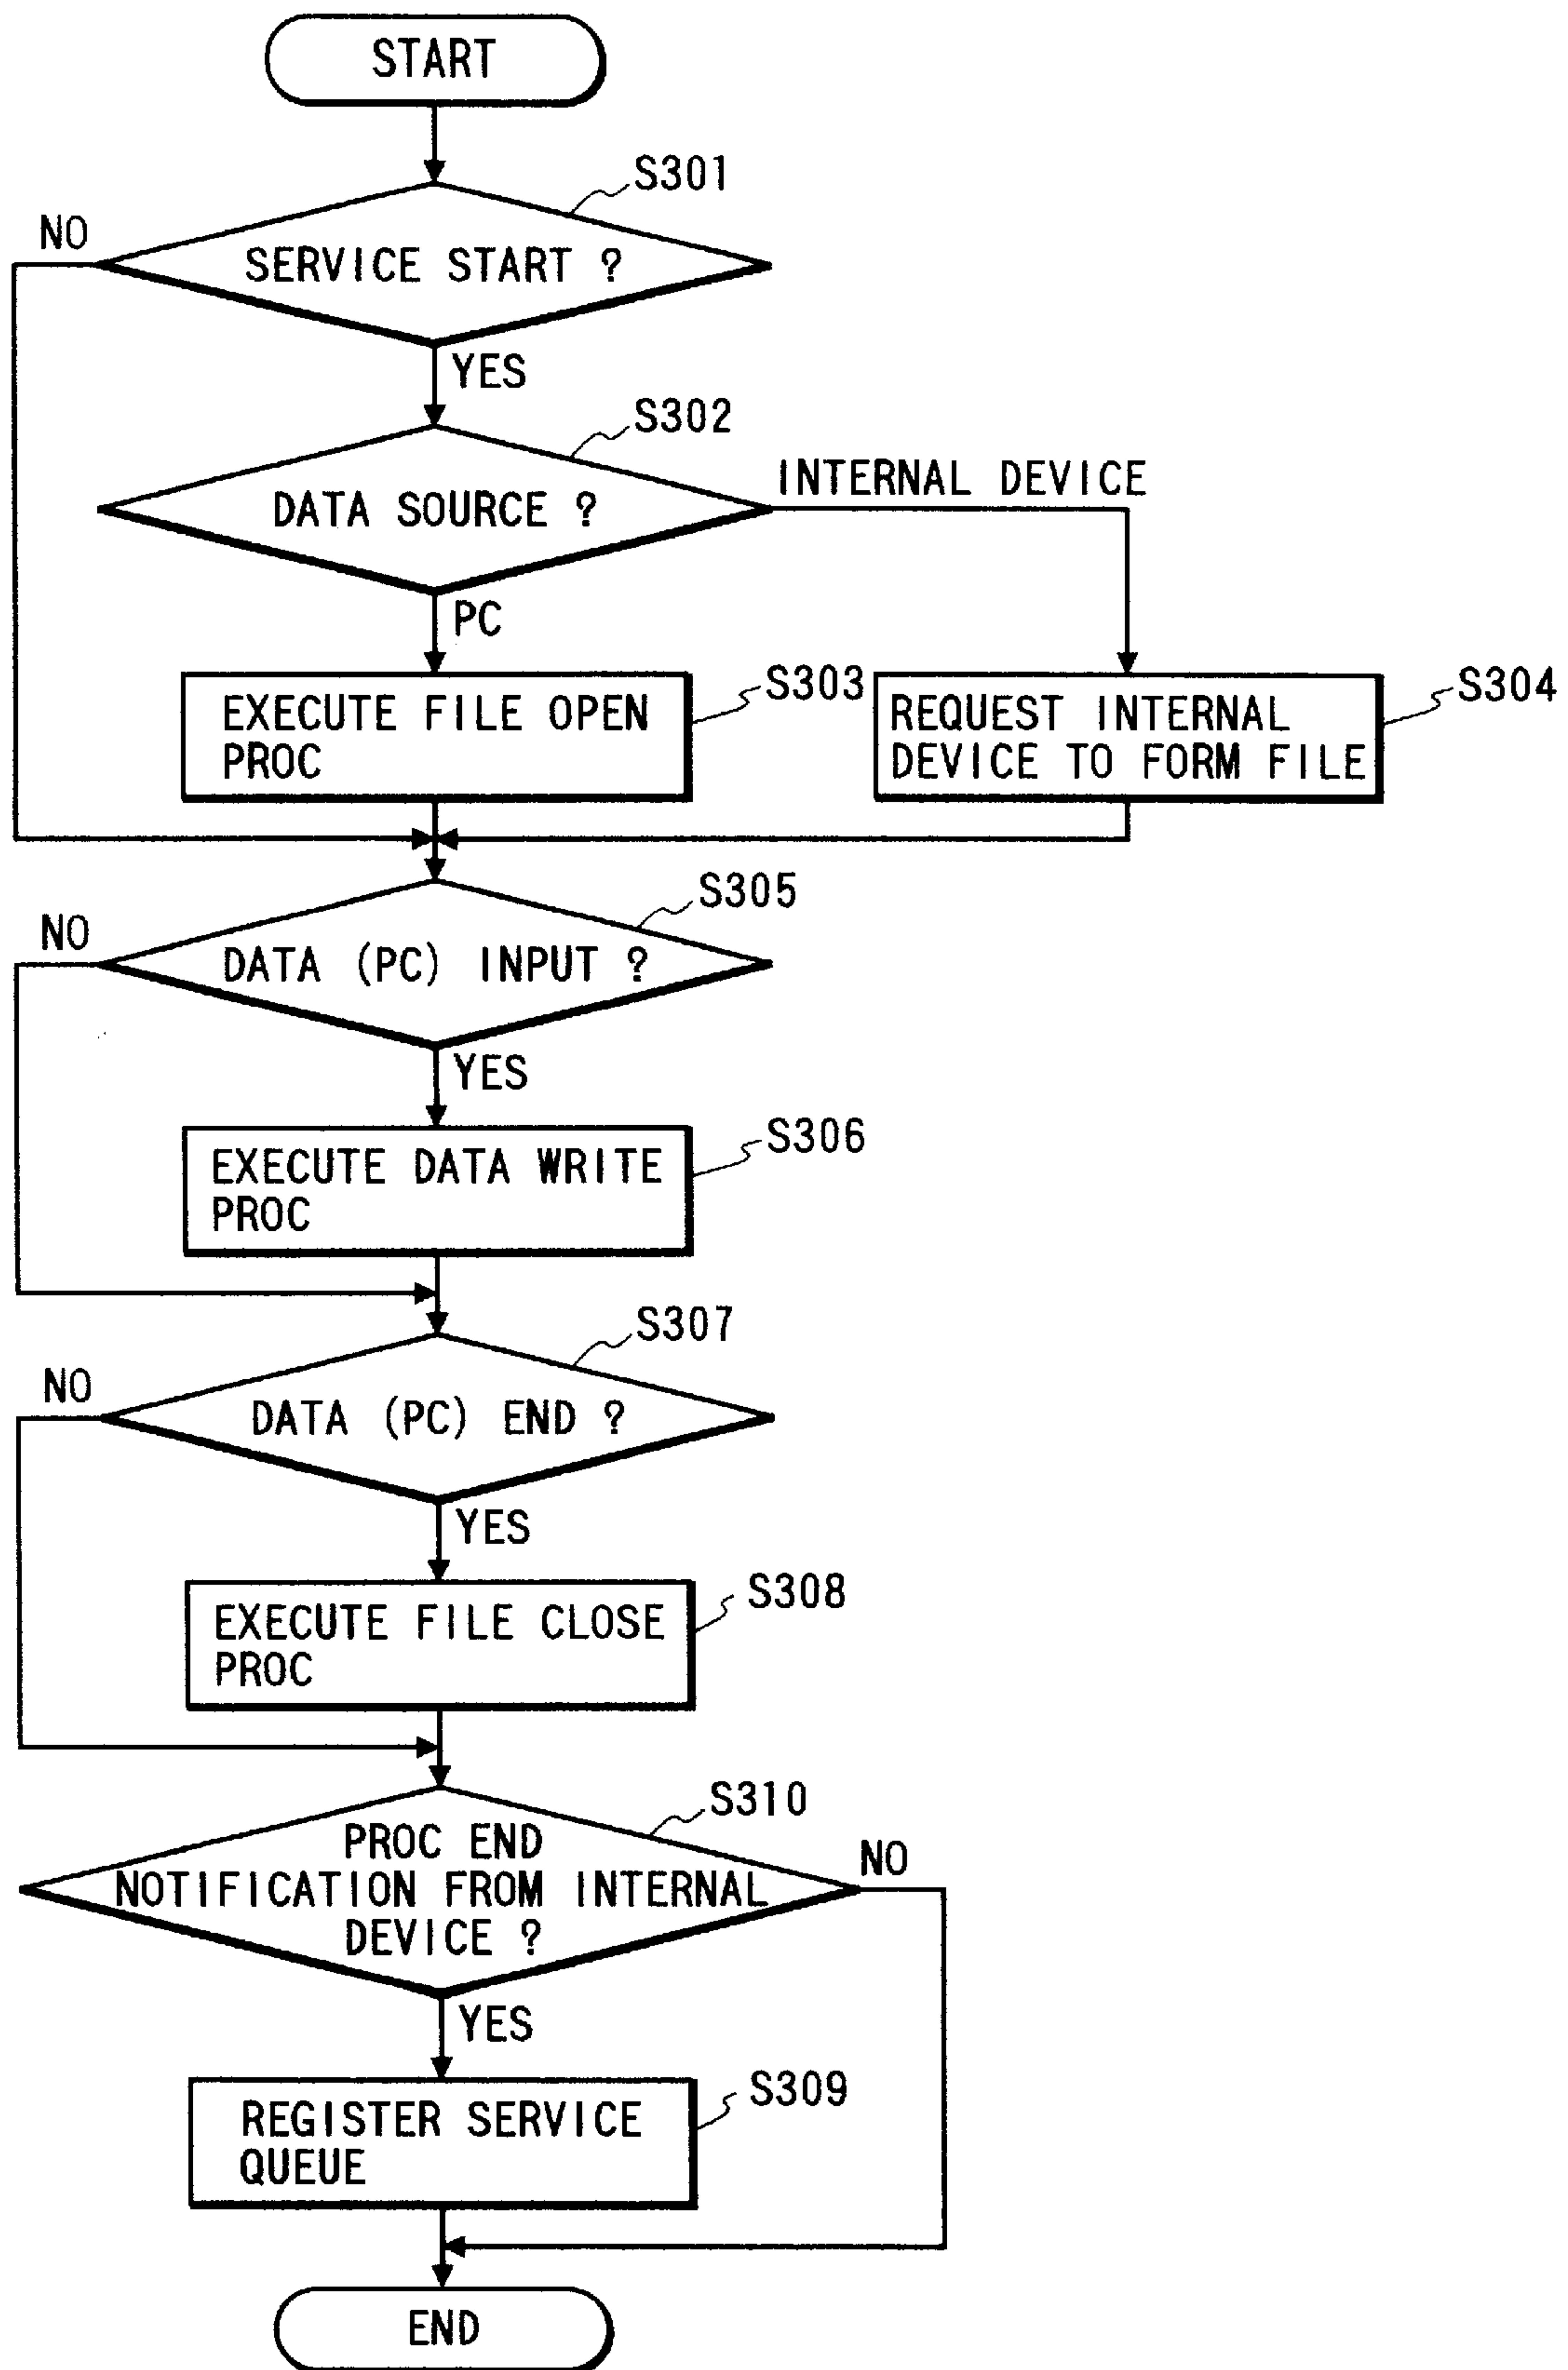 START
S301
NO
SERVICE START ?
YES
S302
INTERNAL DEVICE
DATA SOURCE ?
PC
S303
EXECUTE FILE OPEN
PROC
S304
REQUEST INTERNAL
DEVICE TO FORM FILE
S305
NO
DATA (PC) INPUT ?
YES
S306
EXECUTE DATA WRITE
PROC
S307
NO
DATA (PC) END ?
YES
S308
EXECUTE FILE CLOSE
PROC
S310
PROC END
NOTIFICATION FROM INTERNAL
DEVICE ?
NO
YES
S309
REGISTER SERVICE
QUEUE
END